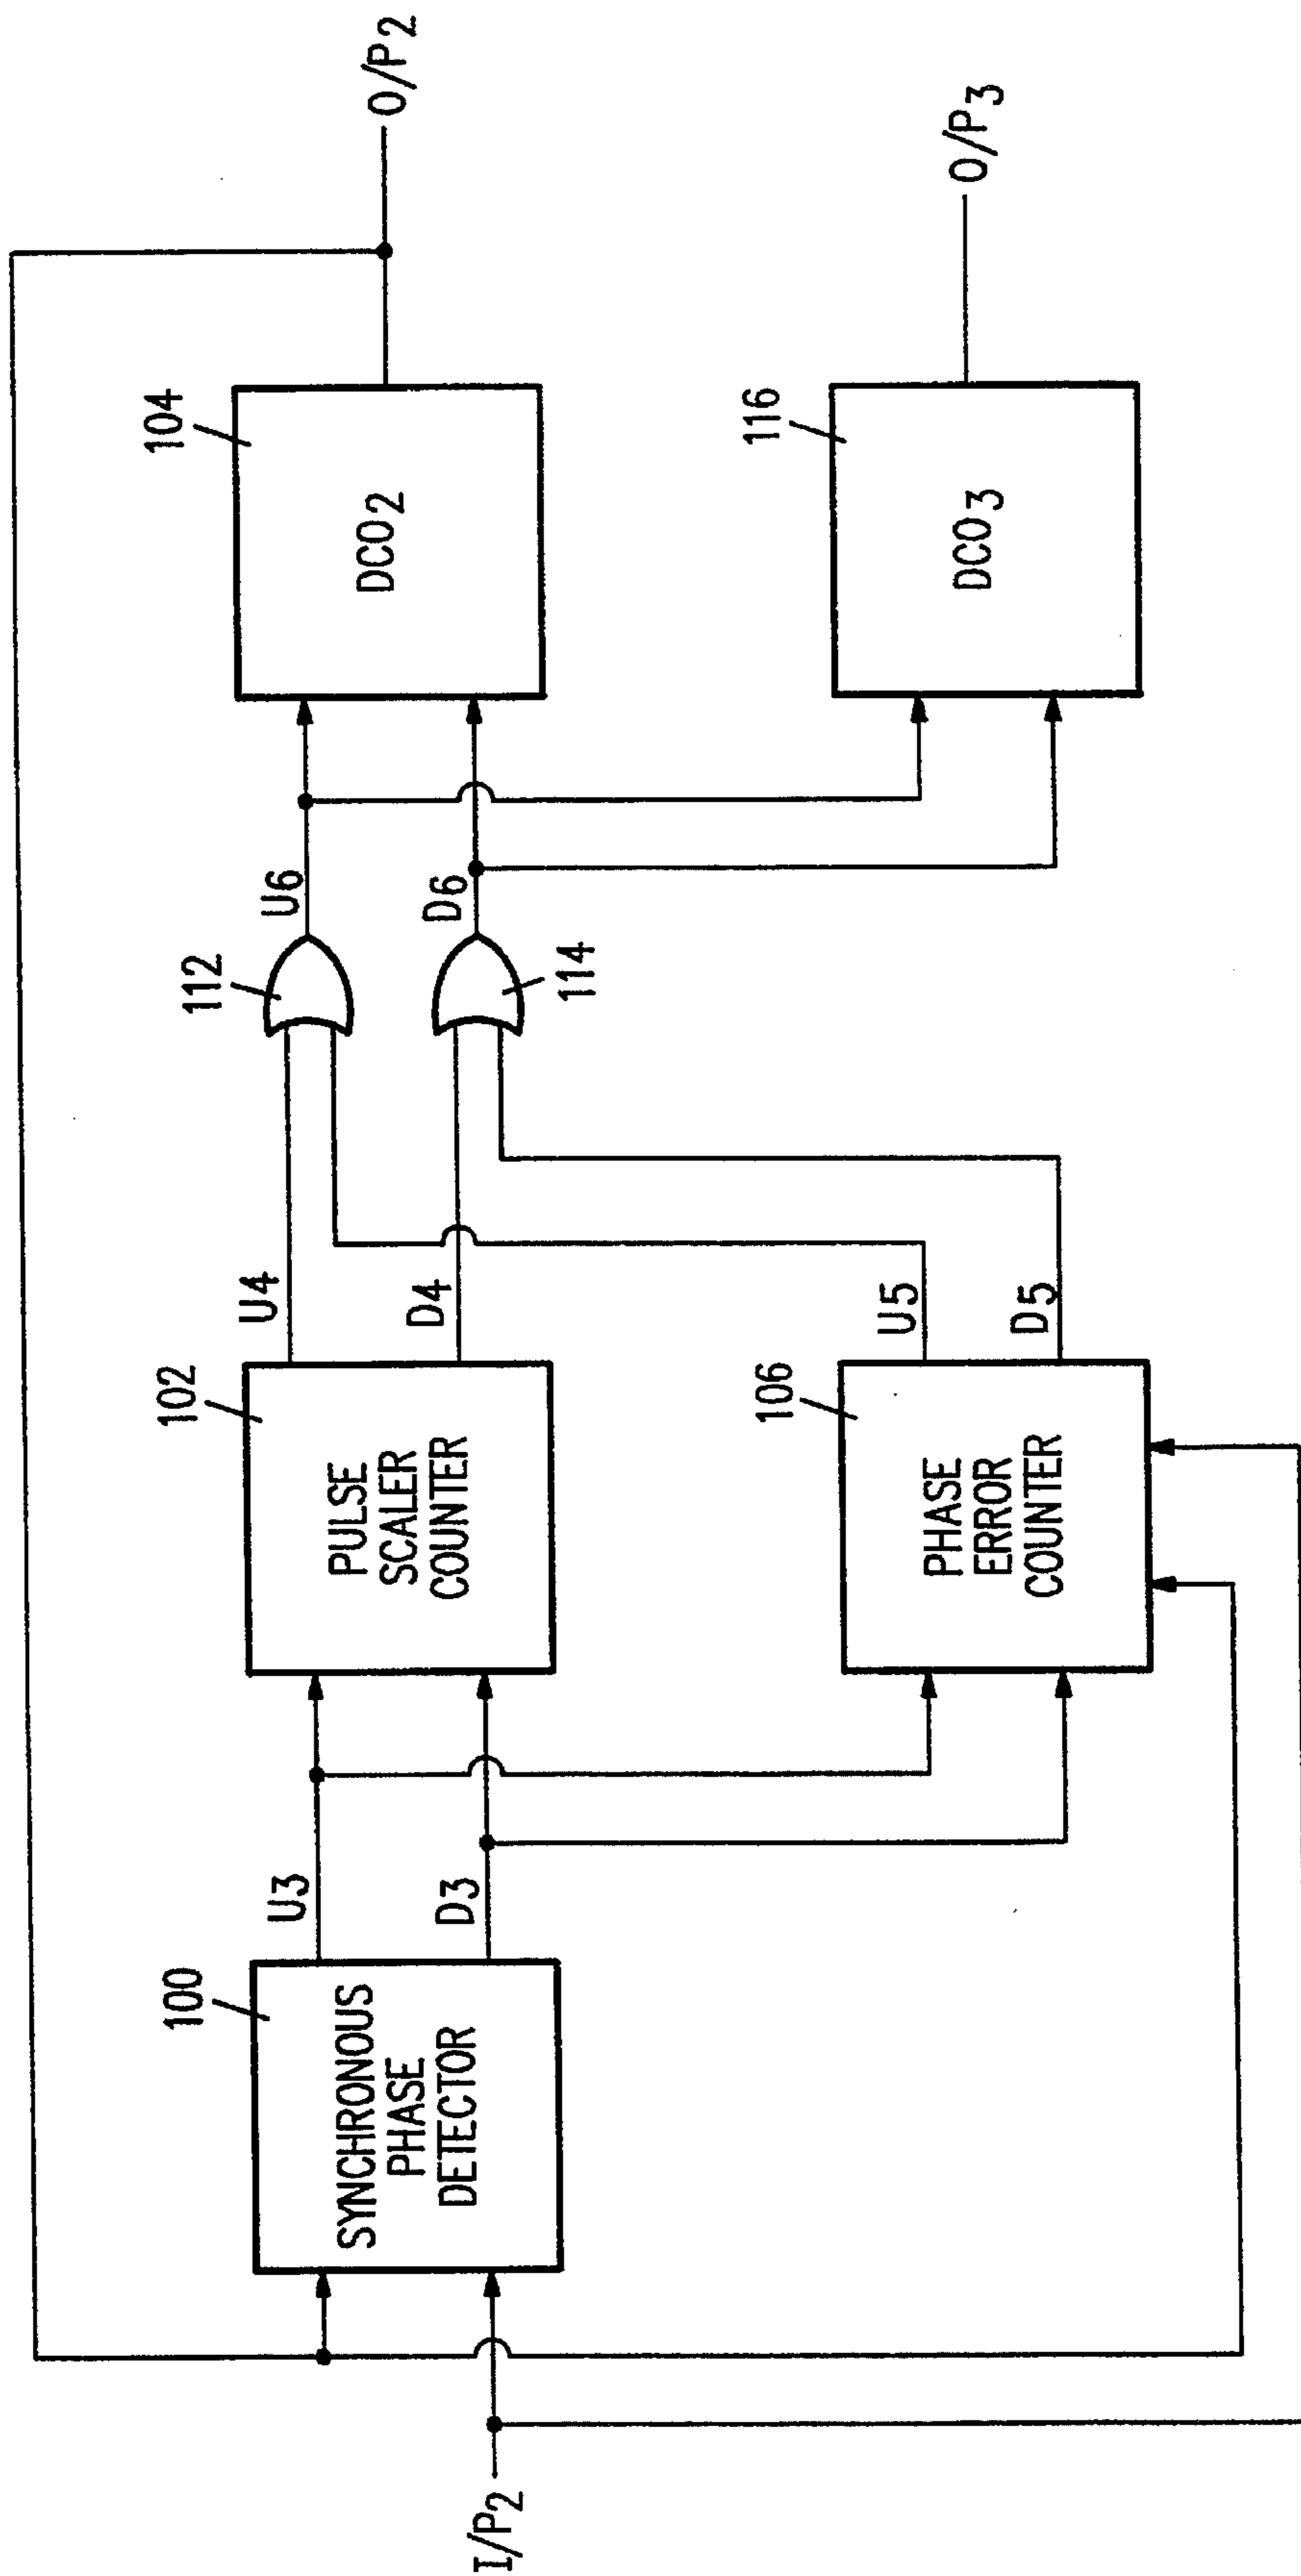 I/P2
100
SYNCHRONOUS
PHASE
DETECTOR
U3
D3
102
PULSE
SCALER
COUNTER
U4
D4
112
U6
114
D6
104
DCO2
O/P2
106
PHASE
ERROR
COUNTER
U5
D5
116
DCO3
O/P3